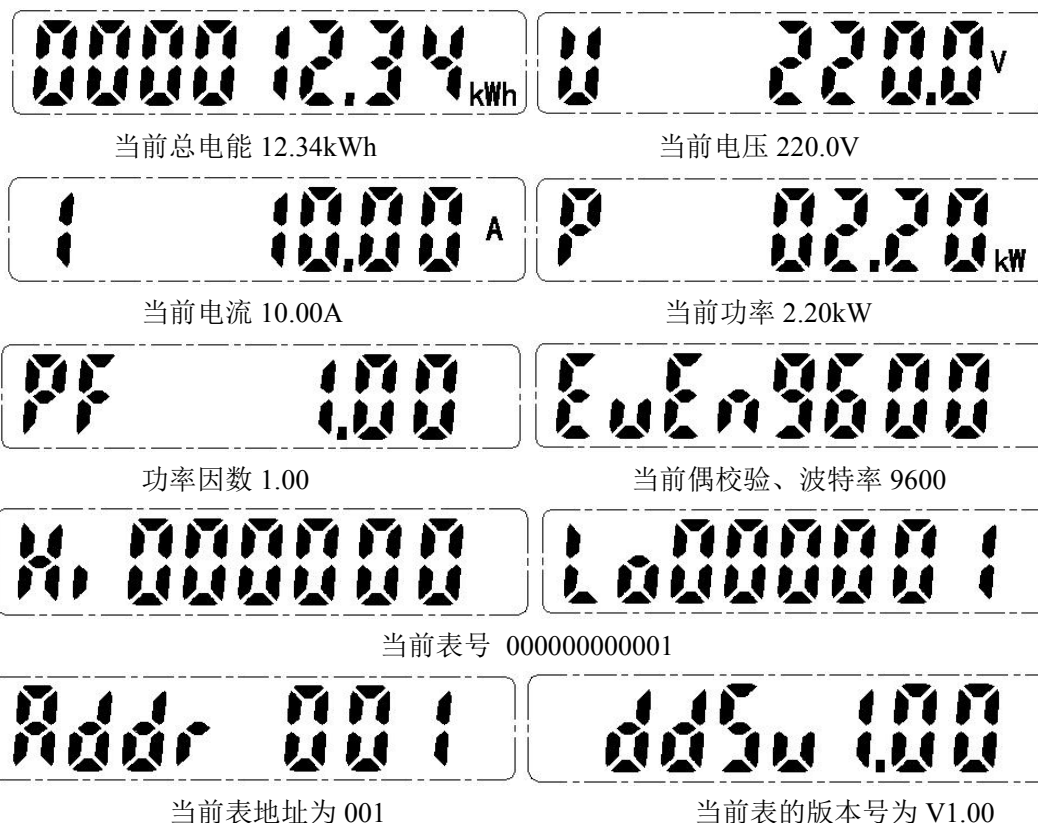 000012.34 kWh U 220.0 V
当前总电能 12.34kWh 当前电压 220.0V
I 10.00 A P 02.20 kW
当前电流 10.00A 当前功率 2.20kW
PF 1.00 EvEn9600
功率因数 1.00 当前偶校验、波特率 9600
Hi 000000 Lo000001
当前表号 000000000001
Addr 001 ddSu 1.00
当前表地址为 001 当前表的版本号为 V1.00